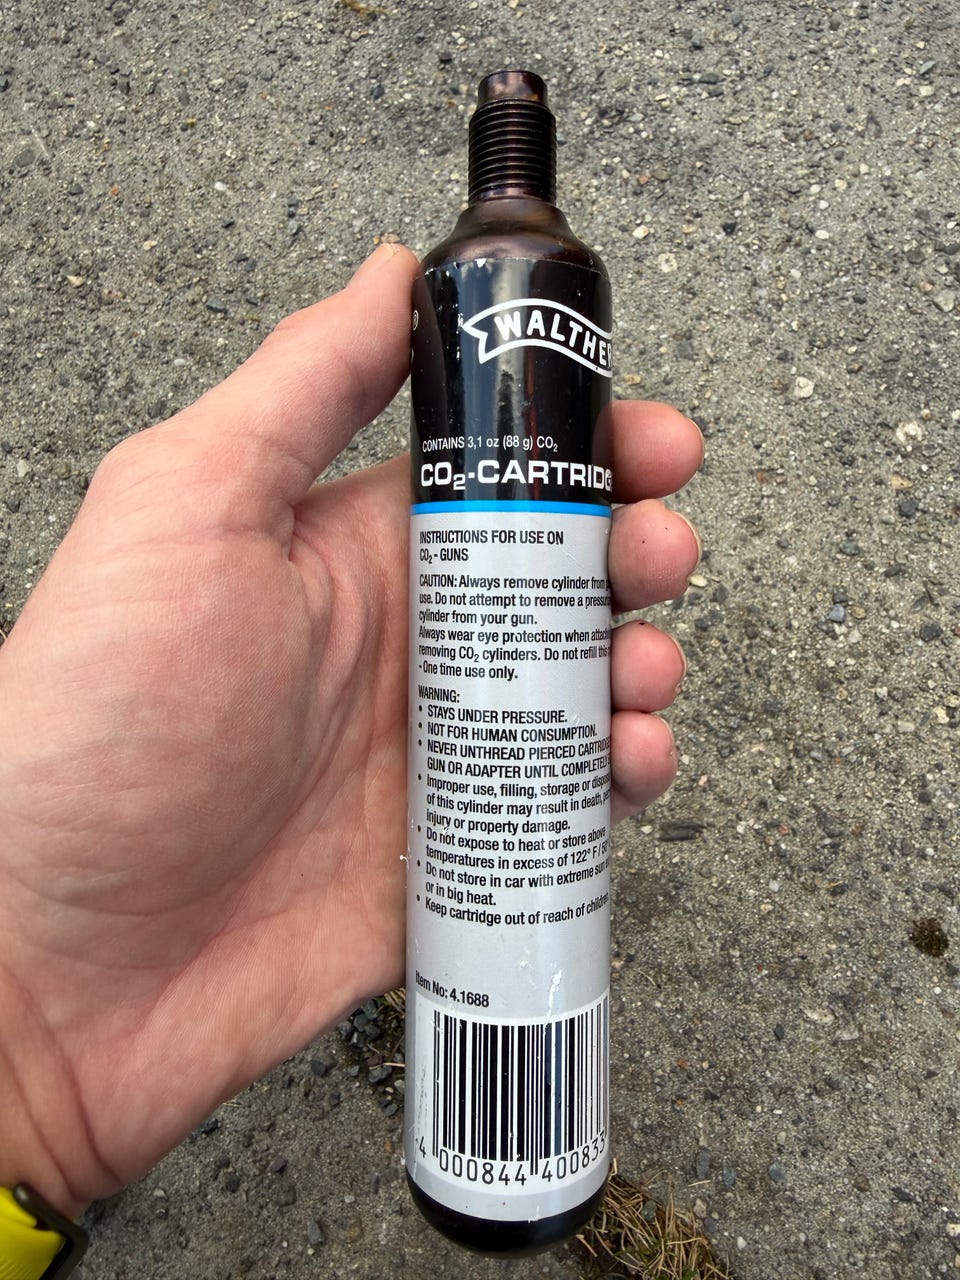 WALTHER
CONTAINS 3,1 oz (88 g) CO₂
CO₂-CARTRIDG
INSTRUCTIONS FOR USE ON
CO₂ - GUNS
CAUTION: Always remove cylinder from
use. Do not attempt to remove a
cylinder from your gun.
Always wear eye protection when
removing CO₂ cylinders. Do not refill this
- One time use only.
WARNING:
• STAYS UNDER PRESSURE.
• NOT FOR HUMAN CONSUMPTION.
• NEVER UNTHREAD PIERCED
GUN OR ADAPTER UNTIL COMPLETELY
• Improper use, filling, storage or
of this cylinder may result in death,
injury or property damage.
• Do not expose to heat or store above
temperatures in excess of 122° F /
• Do not store in car with extreme sun
or in big heat.
• Keep cartridge out of reach of children.
Item No: 4.1688
4 000844 400833